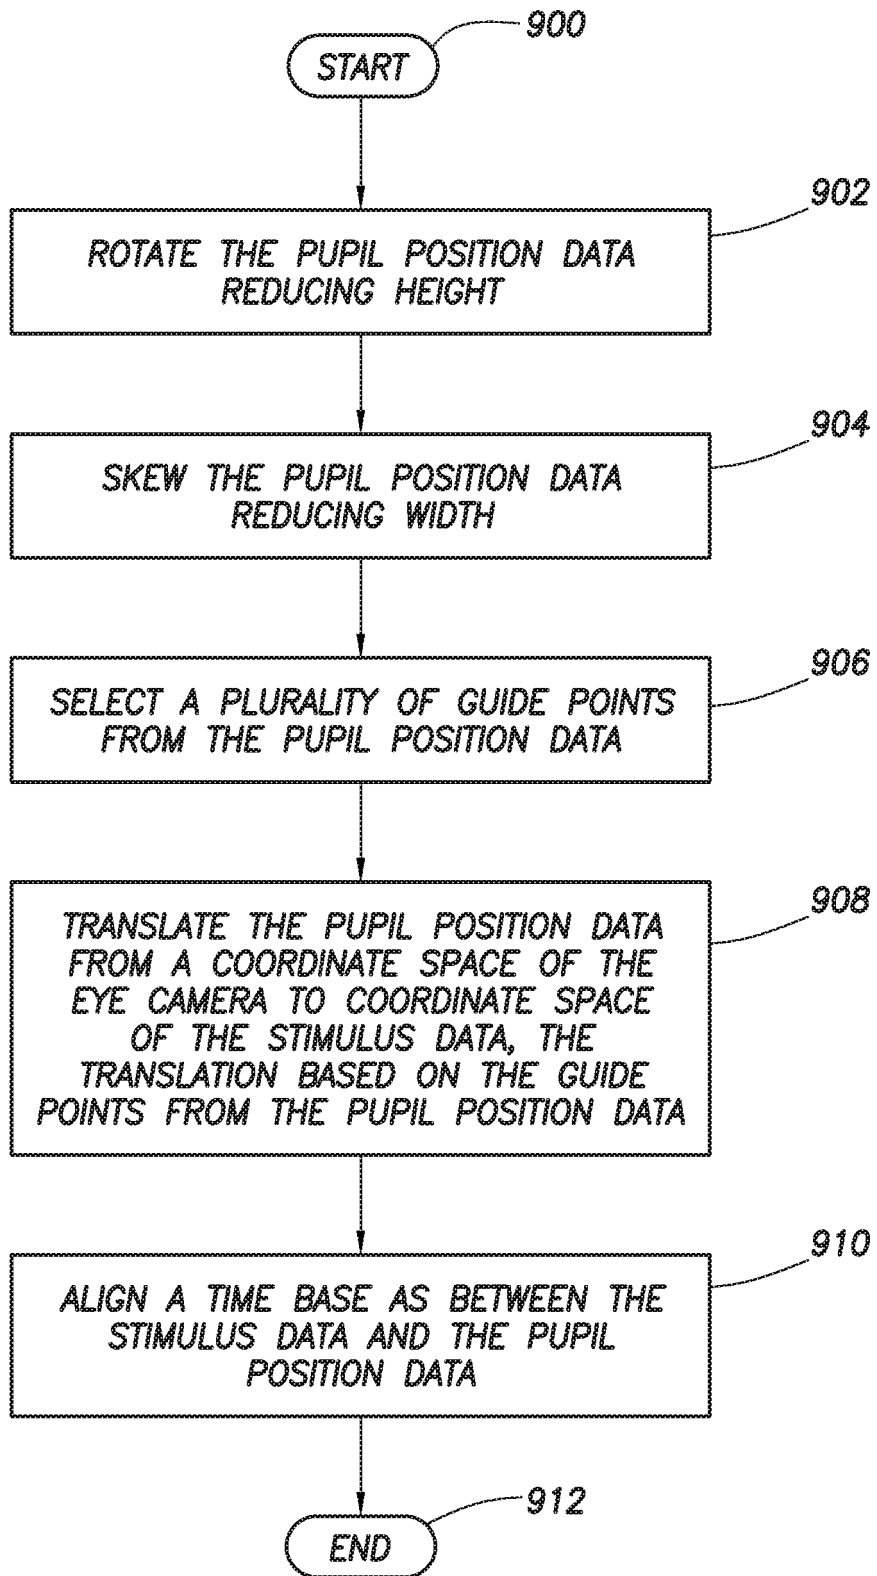 900
START
902
ROTATE THE PUPIL POSITION DATA
REDUCING HEIGHT
904
SKEW THE PUPIL POSITION DATA
REDUCING WIDTH
906
SELECT A PLURALITY OF GUIDE POINTS
FROM THE PUPIL POSITION DATA
908
TRANSLATE THE PUPIL POSITION DATA
FROM A COORDINATE SPACE OF THE
EYE CAMERA TO COORDINATE SPACE
OF THE STIMULUS DATA, THE
TRANSLATION BASED ON THE GUIDE
POINTS FROM THE PUPIL POSITION DATA
910
ALIGN A TIME BASE AS BETWEEN THE
STIMULUS DATA AND THE PUPIL
POSITION DATA
912
END